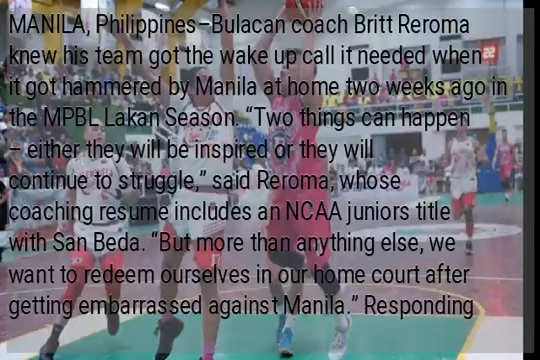 MANILA, Philippines–Bulacan coach Britt Reroma
knew his team got the wake up call it needed when
it got hammered by Manila at home two weeks ago in
the MPBL Lakan Season. “Two things can happen
– either they will be inspired or they will
continue to struggle,” said Reroma, whose
coaching resume includes an NCAA juniors title
with San Beda. “But more than anything else, we
want to redeem ourselves in our home court after
getting embarrassed against Manila.” Responding